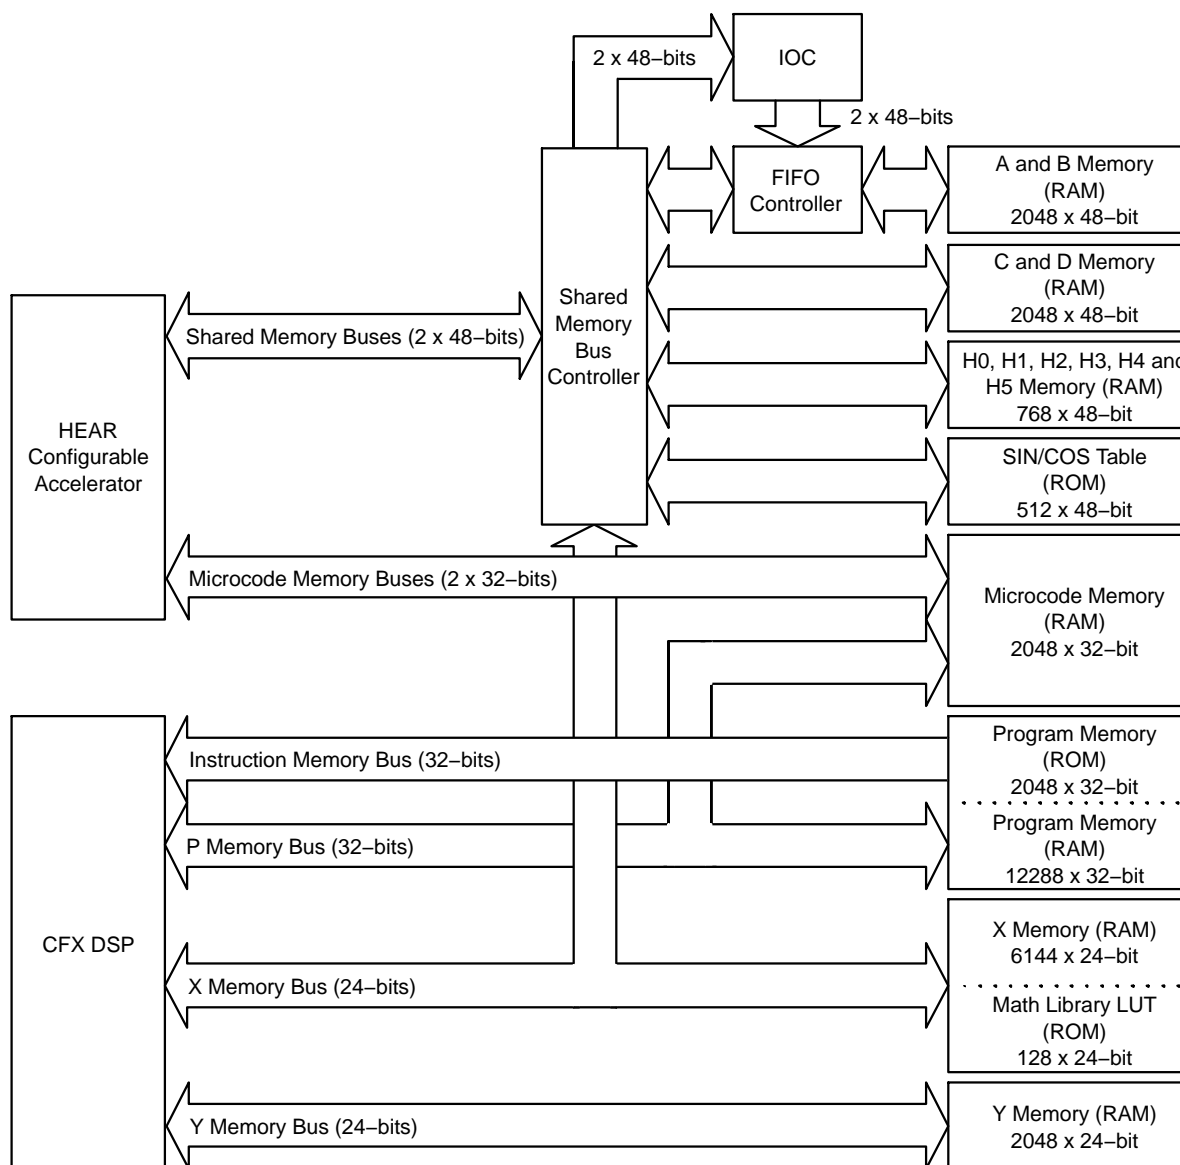 2 x 48−bits
IOC
2 x 48−bits
FIFO
Controller
A and B Memory
(RAM)
2048 x 48−bit
C and D Memory
(RAM)
2048 x 48−bit
Shared
Memory
Bus
Controller
Shared Memory Buses (2 x 48−bits)
H0, H1, H2, H3, H4 and
H5 Memory (RAM)
768 x 48−bit
HEAR
Configurable
Accelerator
SIN/COS Table
(ROM)
512 x 48−bit
Microcode Memory Buses (2 x 32−bits)
Microcode Memory
(RAM)
2048 x 32−bit
Instruction Memory Bus (32−bits)
Program Memory
(ROM)
2048 x 32−bit
P Memory Bus (32−bits)
Program Memory
(RAM)
12288 x 32−bit
CFX DSP
X Memory (RAM)
6144 x 24−bit
X Memory Bus (24−bits)
Math Library LUT
(ROM)
128 x 24−bit
Y Memory Bus (24−bits)
Y Memory (RAM)
2048 x 24−bit